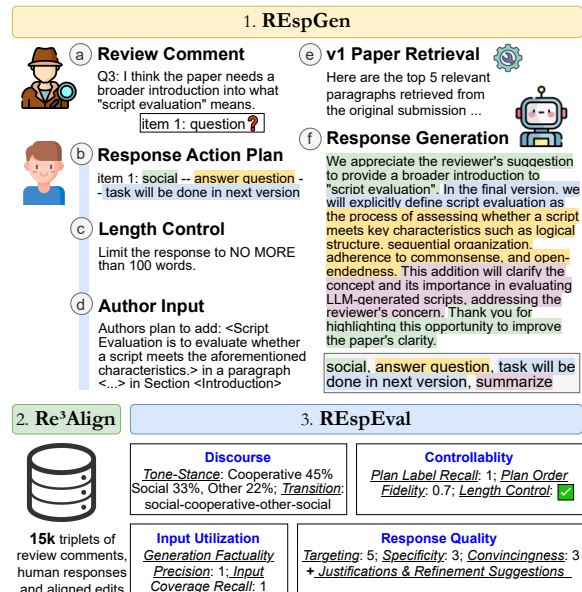 1. REspGen
a Review Comment
Q3: I think the paper needs a
broader introduction into what
"script evaluation" means.
item 1: question❓
b Response Action Plan
item 1: social -- answer question -
- task will be done in next version
c Length Control
Limit the response to NO MORE
than 100 words.
d Author Input
Authors plan to add: <Script
Evaluation is to evaluate whether
a script meets the aforementioned
characteristics.> in a paragraph
<...> in Section <Introduction>
e v1 Paper Retrieval
Here are the top 5 relevant
paragraphs retrieved from
the original submission ...
f Response Generation
We appreciate the reviewer's suggestion
to provide a broader introduction to
"script evaluation". In the final version, we
will explicitly define script evaluation as
the process of assessing whether a script
meets key characteristics such as logical
structure, sequential organization,
adherence to commonsense, and open-
endedness. This addition will clarify the
concept and its importance in evaluating
LLM-generated scripts, addressing the
reviewer's concern. Thank you for
highlighting this opportunity to improve
the paper's clarity.
social, answer question, task will be
done in next version, summarize
2. Re³Align
15k triplets of
review comments,
human responses
and aligned edits
3. REspEval
Discourse
Tone-Stance: Cooperative 45%
Social 33%, Other 22%; Transition:
social-cooperative-other-social
Controllablity
Plan Label Recall: 1; Plan Order
Fidelity: 0.7; Length Control: ✅
Input Utilization
Generation Factuality
Precision: 1; Input
Coverage Recall: 1
Response Quality
Targeting: 5; Specificity: 3; Convincingness: 3
+ Justifications & Refinement Suggestions